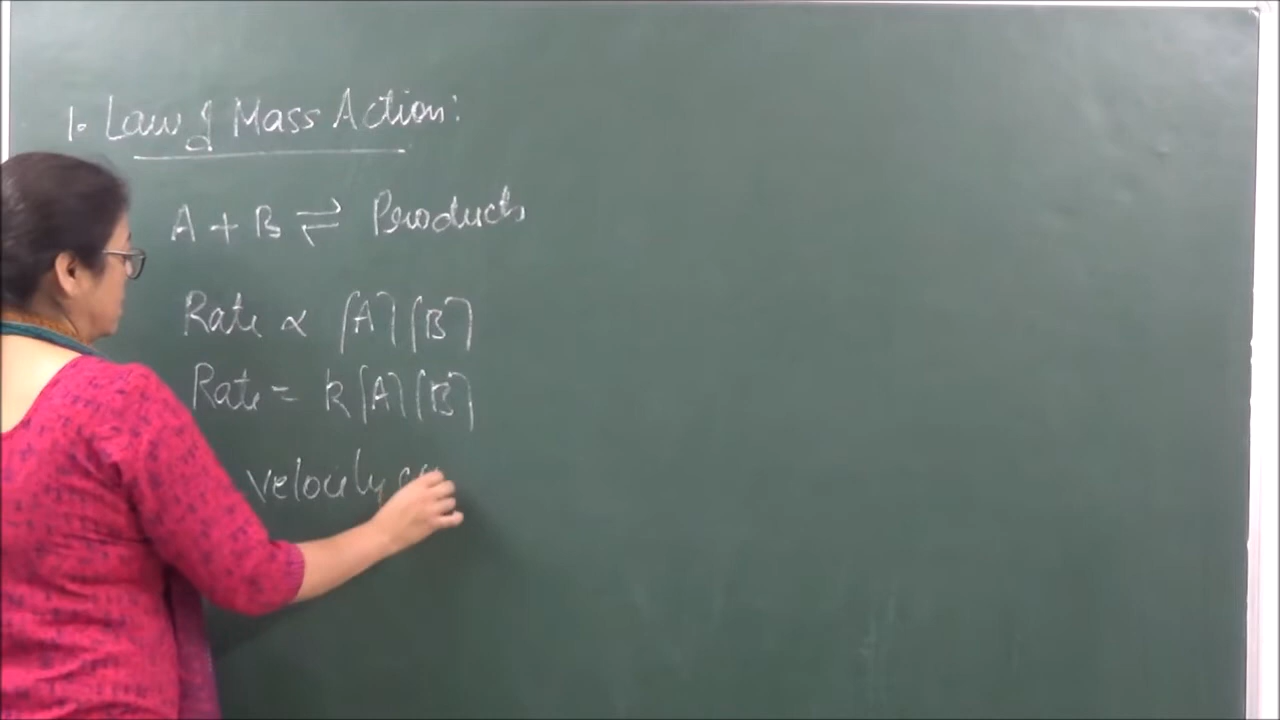 1. Law of Mass Action:
A + B ⇌ Products
Rate ∝ [A] [B]
Rate = k [A] [B]
velocity